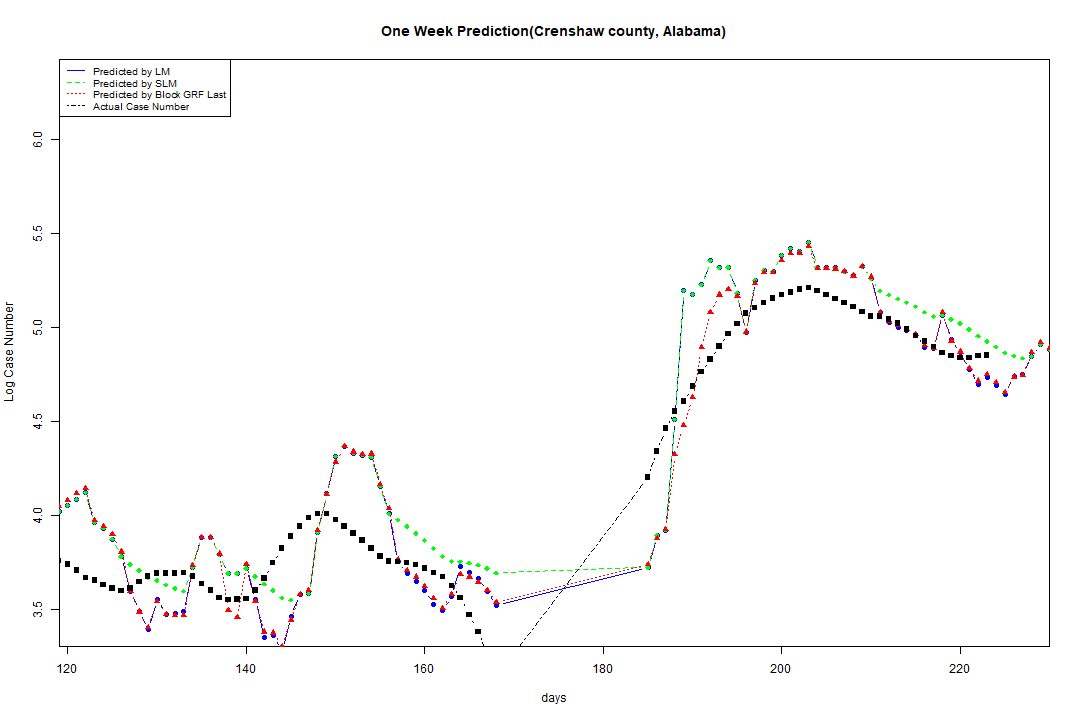 One Week Prediction(Crenshaw county, Alabama)
Predicted by LM
Predicted by SLM
Predicted by Block GRF Last
Actual Case Number
6.0
5.5
5.0
4.5
4.0
3.5
Log Case Number
120 140 160 180 200 220
days